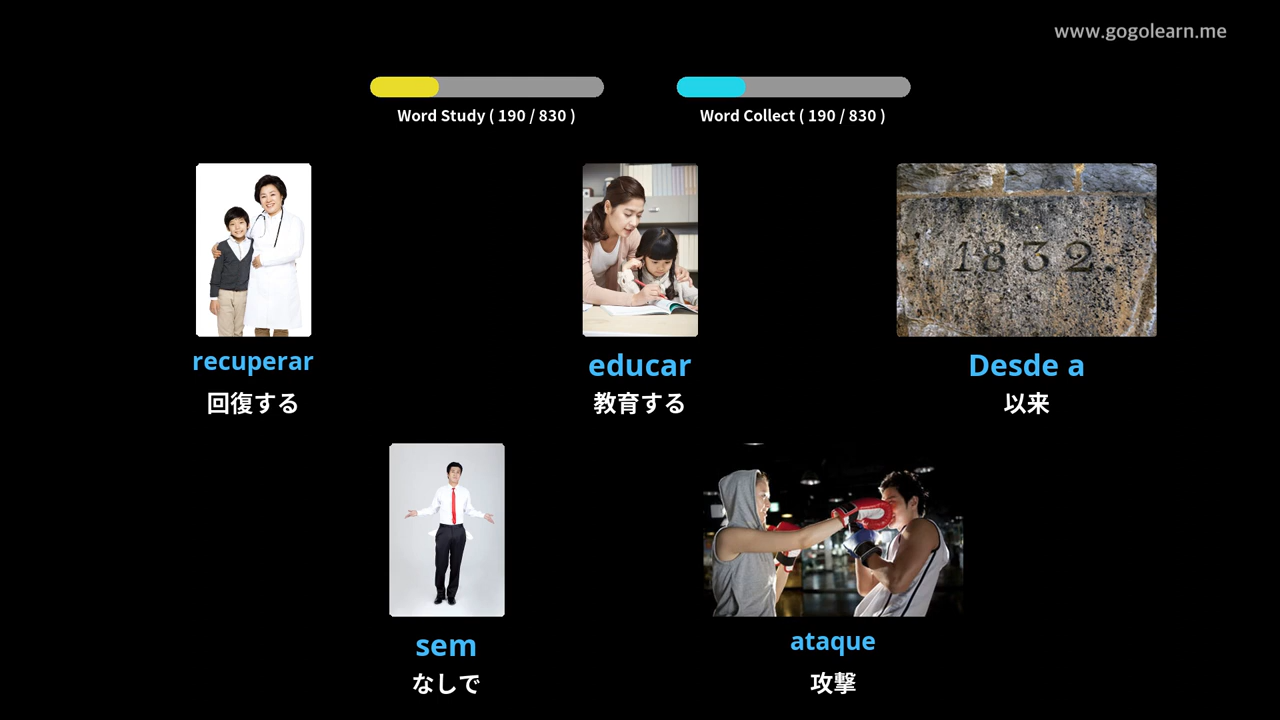 www.gogolearn.me
Word Study ( 190 / 830 )
Word Collect ( 190 / 830 )
1832
recuperar
回復する
educar
教育する
Desde a
以来
sem
なしで
ataque
攻撃